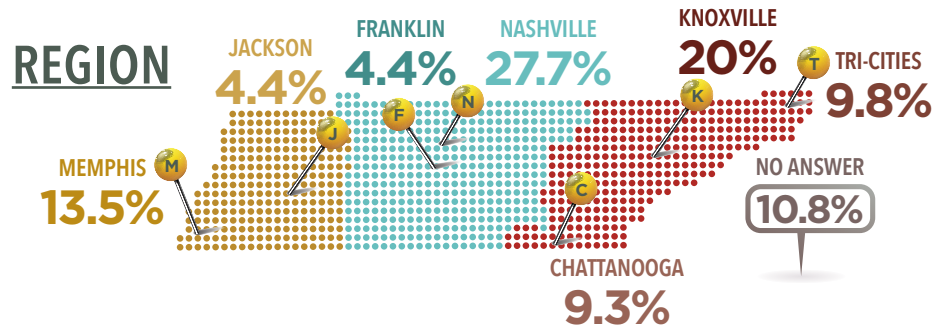 REGION
JACKSON
4.4%
FRANKLIN
4.4%
NASHVILLE
27.7%
KNOXVILLE
20%
TRI-CITIES
9.8%
MEMPHIS
13.5%
M
J
F
N
K
T
C
NO ANSWER
10.8%
CHATTANOOGA
9.3%